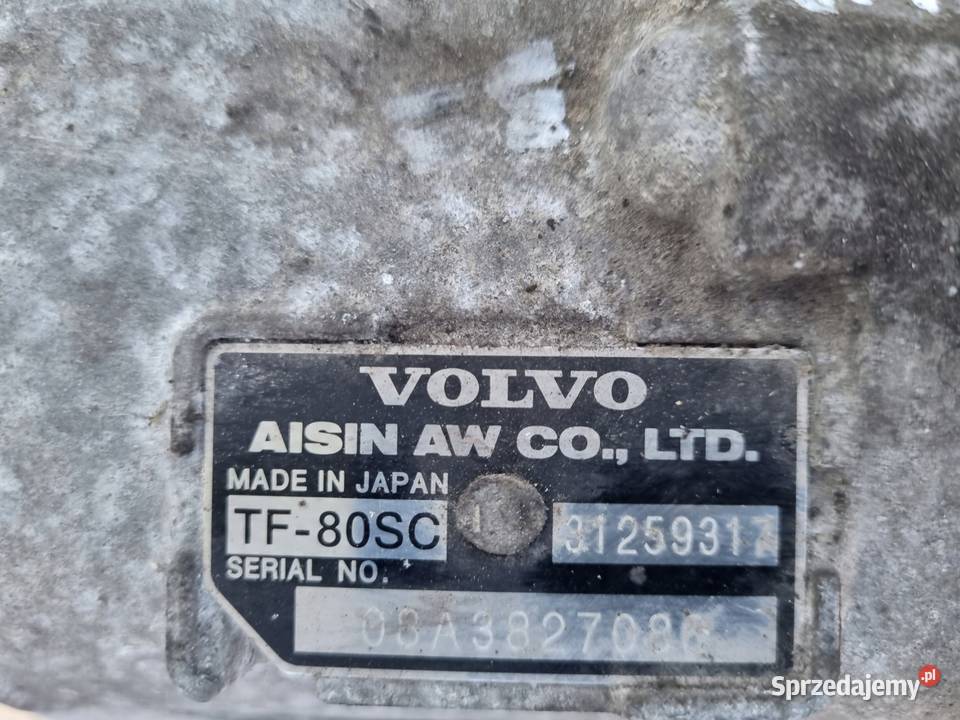 VOLVO
AISIN AW CO., LTD.
MADE IN JAPAN
TF-80SC 31259317
SERIAL NO.
08A3827086
Sprzedajemy.pl